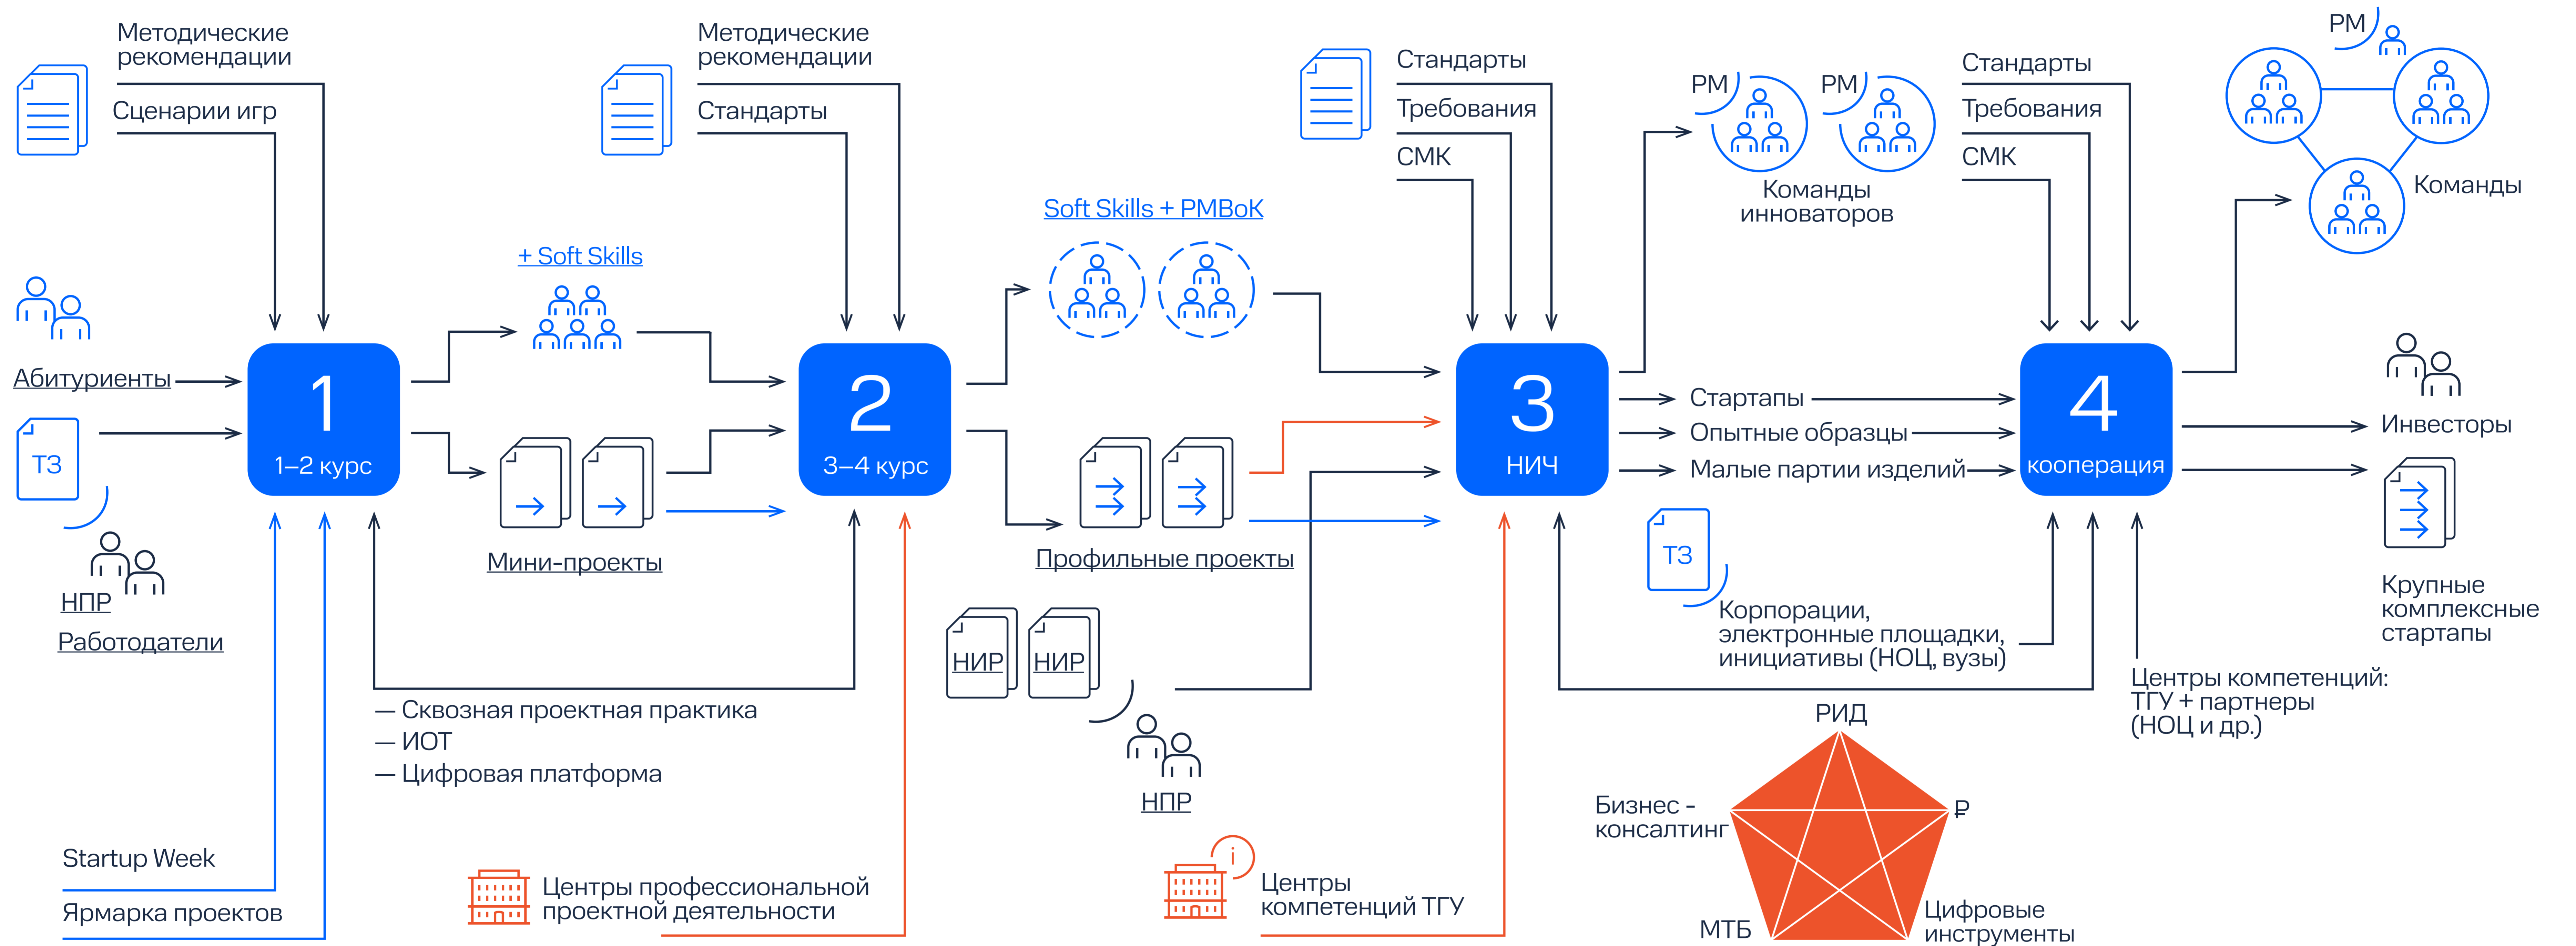 Методические
рекомендации
Сценарии игр
Абитуриенты
ТЗ
НПР
Работодатели
Startup Week
Ярмарка проектов
1
1–2 курс
+ Soft Skills
Мини-проекты
— Сквозная проектная практика
— ИОТ
— Цифровая платформа
Методические
рекомендации
Стандарты
2
3–4 курс
Центры профессиональной
проектной деятельности
Soft Skills + PMBoK
Профильные проекты
НИР
НИР
НПР
i
Центры
компетенций ТГУ
Стандарты
Требования
СМК
3
НИЧ
РМ
РМ
Команды
инноваторов
Стартапы
Опытные образцы
Малые партии изделий
ТЗ
Корпорации,
электронные площадки,
инициативы (НОЦ, вузы)
РИД
Бизнес -
консалтинг
₽
МТБ
Цифровые
инструменты
Стандарты
Требования
СМК
4
кооперация
Центры компетенций:
ТГУ + партнеры
(НОЦ и др.)
РМ
Команды
Инвесторы
Крупные
комплексные
стартапы